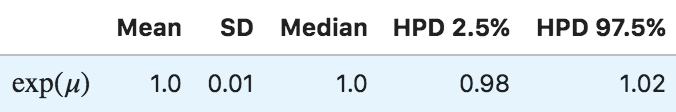 Mean SD Median HPD 2.5% HPD 97.5%
exp(μ) 1.0 0.01 1.0 0.98 1.02